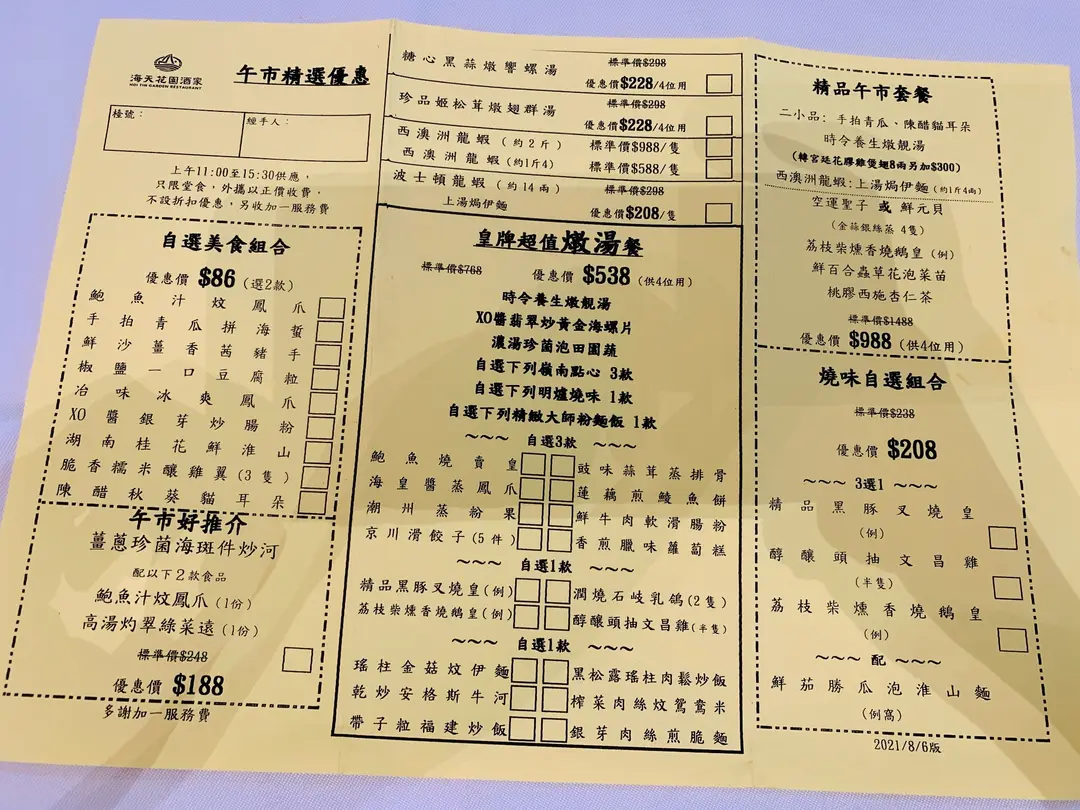 海天花園酒家
HOI TIN GARDEN RESTAURANT
午市精選優惠
檯號：
經手人：
上午11:00至15:30供應，
只限堂食，外攜以正價收費，
不設折扣優惠，另收加一服務費
自選美食組合
優惠價 $86 (選2款)
鮑魚汁炆鳳爪
手拍青瓜拼海蜇
鮮沙薑香茜豬手
椒鹽一口豆腐粒
冶味冰爽鳳爪
XO醬銀芽炒腸粉
湖南桂花鮮淮山
脆香糯米釀雞翼(3隻)
陳醋秋葵貓耳朵
午市好推介
薑蔥珍菌海斑件炒河
配以下2款食品
鮑魚汁炆鳳爪(1份)
高湯灼翠綠菜遠(1份)
標準價$248
優惠價 $188
多謝加一服務費
糖心黑蒜燉響螺湯
標準價$298
優惠價$228/4位用
珍品姬松茸燉翅群湯
標準價$298
優惠價$228/4位用
西澳洲龍蝦(約2斤) 標準價$988/隻
西澳洲龍蝦(約1斤4) 標準價$588/隻
波士頓龍蝦(約14兩) 標準價$298
上湯焗伊麵 優惠價$208/隻
皇牌超值燉湯餐
標準價$768 優惠價 $538 (供4位用)
時令養生燉靚湯
XO醬翡翠炒黃金海螺片
濃湯珍菌泡田園蔬
自選下列嶺南點心 3款
自選下列明爐燒味 1款
自選下列精緻大師粉麵飯 1款
~~~ 自選3款 ~~~
鮑魚燒賣皇 豉味蒜茸蒸排骨
海皇醬蒸鳳爪 蓮藕煎鯪魚餅
潮州蒸粉果 鮮牛肉軟滑腸粉
京川滑餃子(5件) 香煎臘味蘿蔔糕
~~~ 自選1款 ~~~
精品黑豚叉燒皇(例) 潤燒石岐乳鴿(2隻)
荔枝柴燻香燒鵝皇(例) 醇釀頭抽文昌雞(半隻)
~~~ 自選1款 ~~~
瑤柱金菇炆伊麵 黑松露瑤柱肉鬆炒飯
乾炒安格斯牛河 榨菜肉絲炆鴛鴦米
帶子粒福建炒飯 銀芽肉絲煎脆麵
精品午市套餐
二小品：手拍青瓜、陳醋貓耳朵
時令養生燉靚湯
(韓宮廷花膠雞煲翅8兩另加$300)
西澳洲龍蝦：上湯焗伊麵(約1斤4兩)
空運聖子 或 鮮元貝
(金蒜銀絲蒸 4隻)
荔枝柴燻香燒鵝皇(例)
鮮百合蟲草花泡菜苗
桃膠西施杏仁茶
標準價$1488
優惠價 $988 (供4位用)
燒味自選組合
標準價$238
優惠價 $208
~~~ 3選1 ~~~
精品黑豚叉燒皇
(例)
醇釀頭抽文昌雞
(半隻)
荔枝柴燻香燒鵝皇
(例)
~~~ 配 ~~~
鮮茄勝瓜泡淮山麵
(例窩)
2021/8/6版